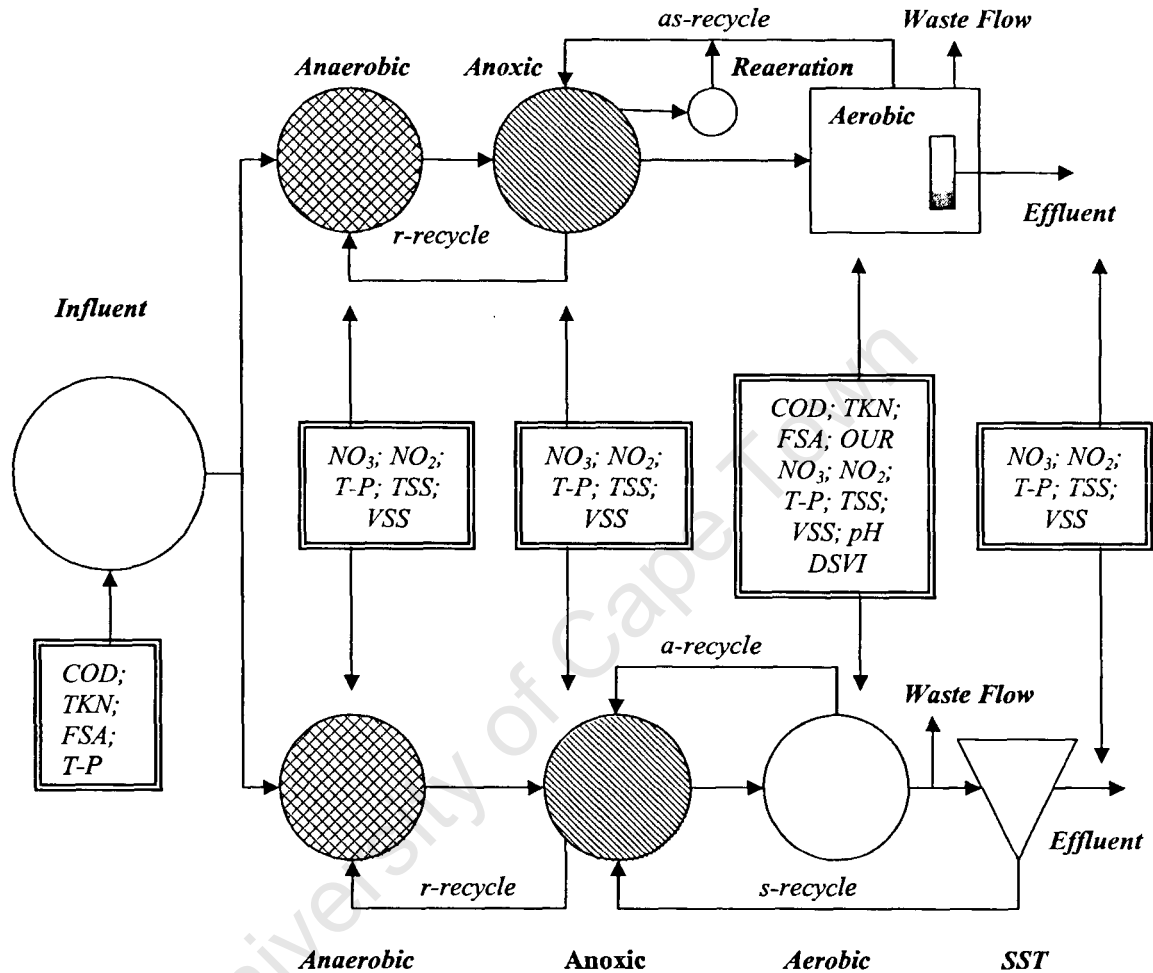 as-recycle
Waste Flow
Anaerobic
Anoxic
Reaeration
Aerobic
Effluent
r-recycle
Influent
NO3; NO2;
T-P; TSS;
VSS
NO3; NO2;
T-P; TSS;
VSS
COD; TKN;
FSA; OUR
NO3; NO2;
T-P; TSS;
VSS; pH
DSVI
NO3; NO2;
T-P; TSS;
VSS
COD;
TKN;
FSA;
T-P
a-recycle
Waste Flow
Effluent
r-recycle
s-recycle
Anaerobic
Anoxic
Aerobic
SST
University of Cape Town